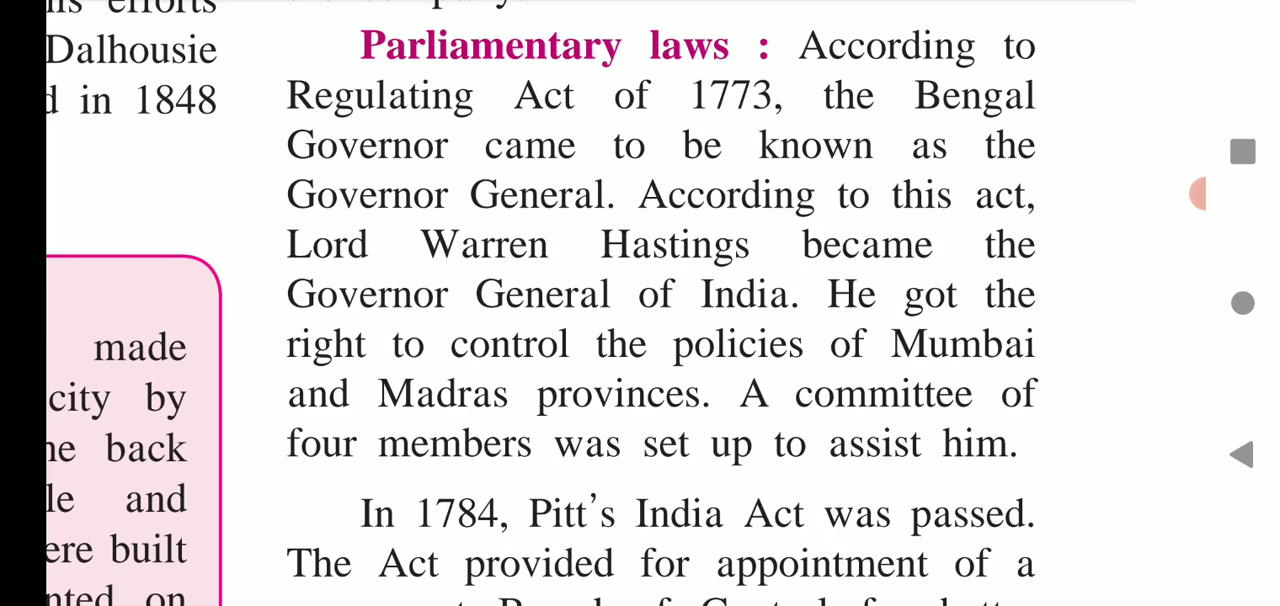 efforts
Dalhousie
in 1848
made
city by
back
and
built
on
Parliamentary laws : According to
Regulating Act of 1773, the Bengal
Governor came to be known as the
Governor General. According to this act,
Lord Warren Hastings became the
Governor General of India. He got the
right to control the policies of Mumbai
and Madras provinces. A committee of
four members was set up to assist him.
In 1784, Pitt's India Act was passed.
The Act provided for appointment of a